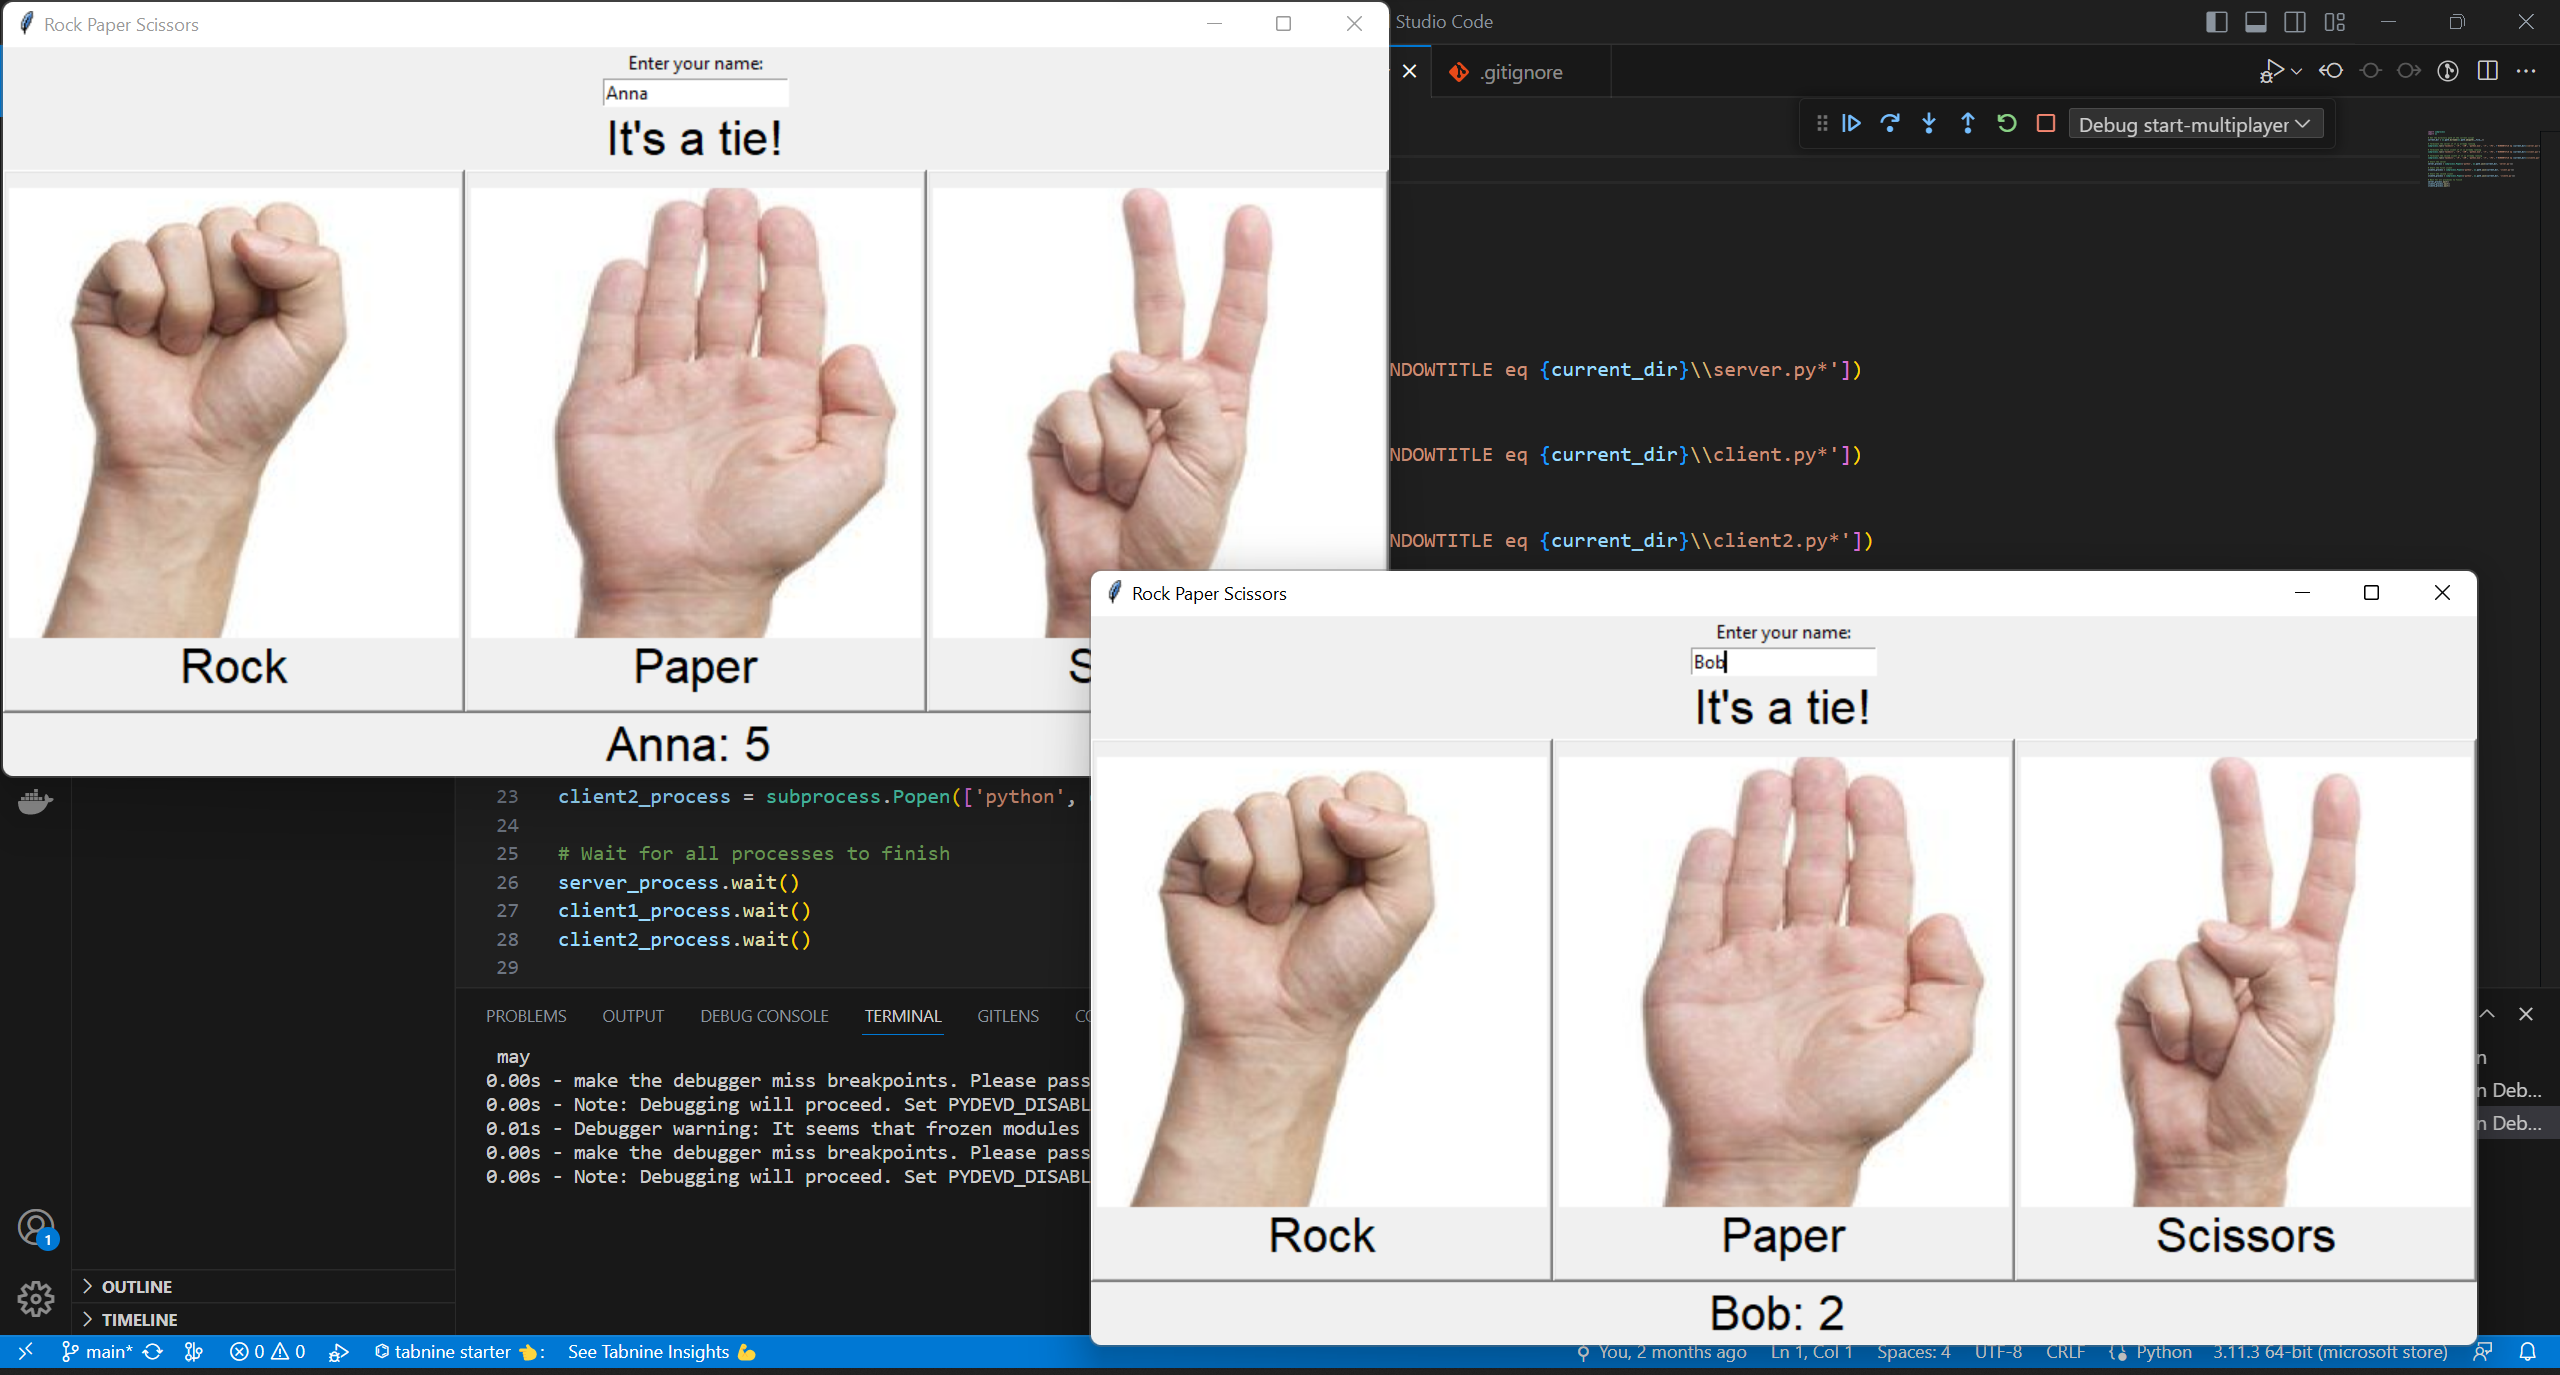 Rock Paper Scissors
Enter your name:
Anna
It's a tie!
Rock
Paper
S
Anna: 5
Studio Code
.gitignore
Debug start-multiplayer
NDOWTITLE eq {current_dir}\\server.py*'])
NDOWTITLE eq {current_dir}\\client.py*'])
NDOWTITLE eq {current_dir}\\client2.py*'])
Rock Paper Scissors
Enter your name:
Bob
It's a tie!
Rock
Paper
Scissors
Bob: 2
23 client2_process = subprocess.Popen(['python',
24
25 # Wait for all processes to finish
26 server_process.wait()
27 client1_process.wait()
28 client2_process.wait()
29
PROBLEMS OUTPUT DEBUG CONSOLE TERMINAL GITLENS
may
0.00s - make the debugger miss breakpoints. Please pass
0.00s - Note: Debugging will proceed. Set PYDEVD_DISABL
0.01s - Debugger warning: It seems that frozen modules
0.00s - make the debugger miss breakpoints. Please pass
0.00s - Note: Debugging will proceed. Set PYDEVD_DISABL
n
n Deb...
n Deb...
1
OUTLINE
TIMELINE
main* 0 0 tabnine starter 👈: See Tabnine Insights 💪 You, 2 months ago Ln 1, Col 1 Spaces: 4 UTF-8 CRLF Python 3.11.3 64-bit (microsoft store)